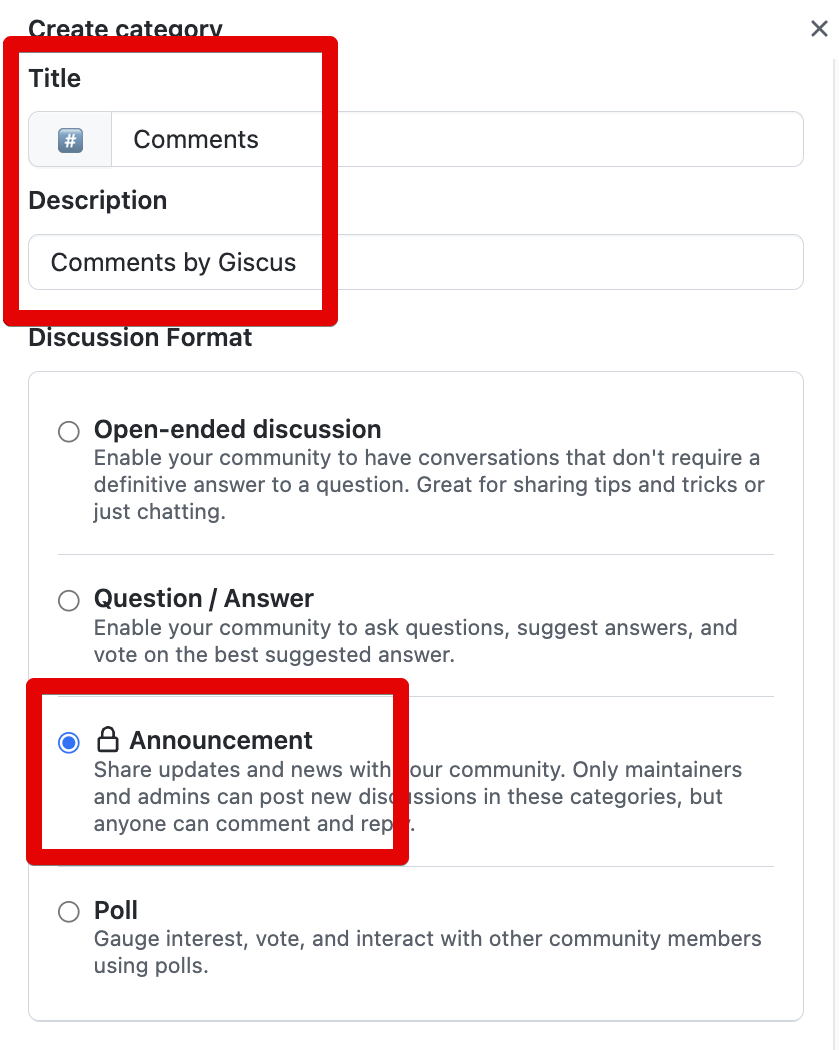 Create category
Title
# Comments
Description
Comments by Giscus
Discussion Format
Open-ended discussion
Enable your community to have conversations that don't require a
definitive answer to a question. Great for sharing tips and tricks or
just chatting.
Question / Answer
Enable your community to ask questions, suggest answers, and
vote on the best suggested answer.
Announcement
Share updates and news with your community. Only maintainers
and admins can post new discussions in these categories, but
anyone can comment and reply.
Poll
Gauge interest, vote, and interact with other community members
using polls.